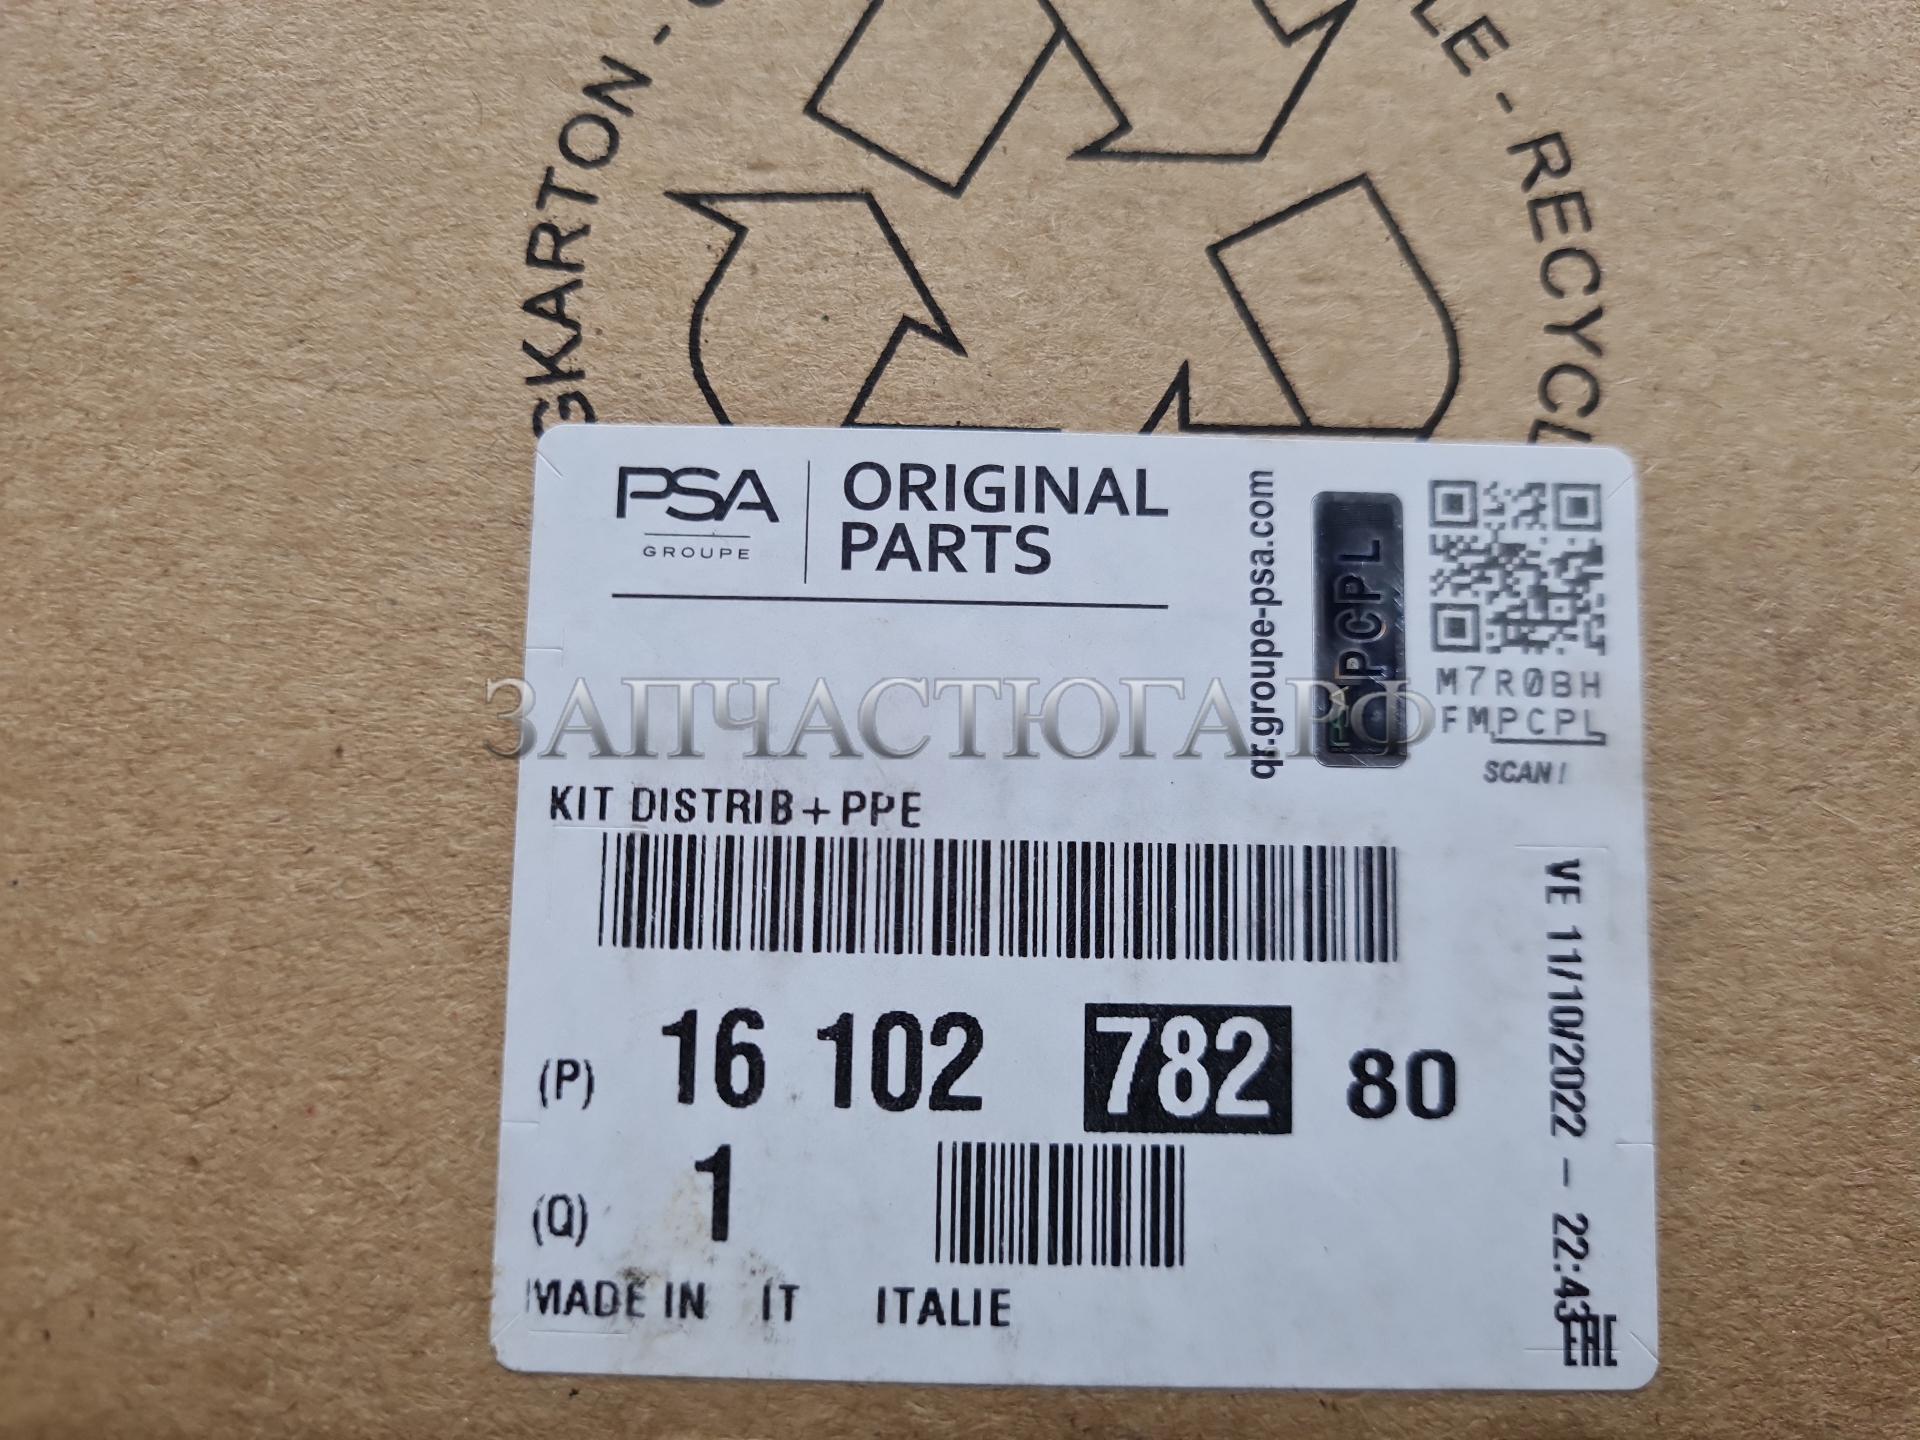 GKARTON -
LE - RECYCL
PSA
GROUPE
ORIGINAL
PARTS
qr.groupe-psa.com
PCPL
M7R0BH
FMPCPL
SCAN!
ЗАПЧАСТЮГА.РФ
KIT DISTRIB+PPE
(P) 16 102 782 80
(Q) 1
MADE IN IT ITALIE
VE 11/10/2022 - 22:43
EAC